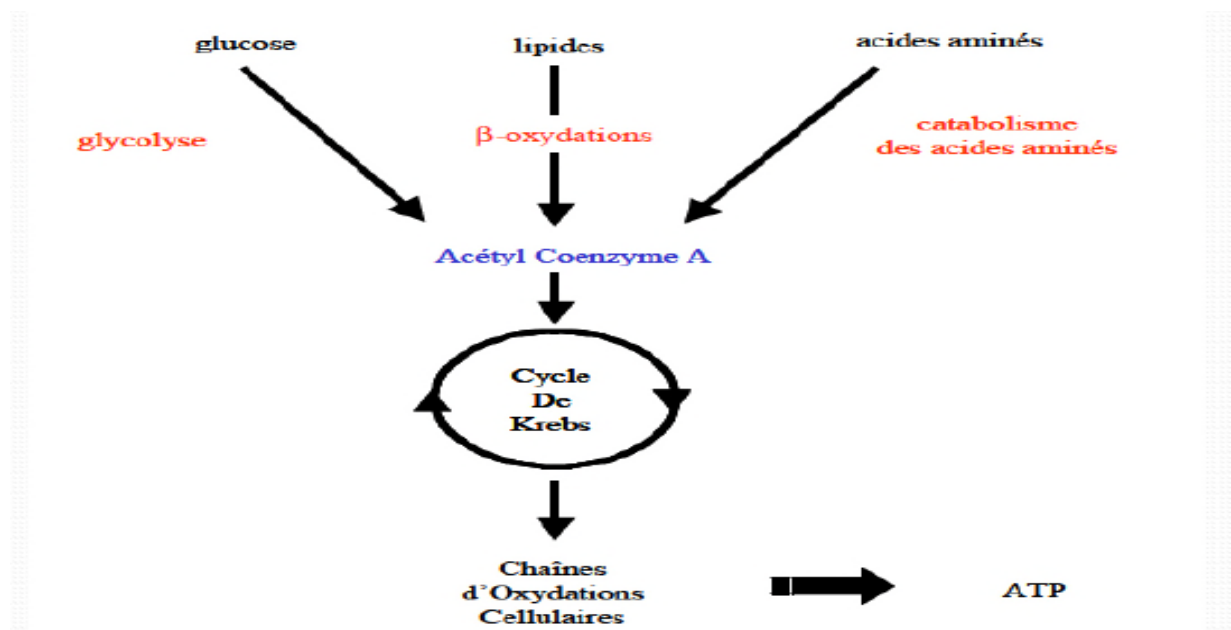 glucose
lipides
acides aminés
glycolyse
β-oxydations
catabolisme
des acides aminés
Acétyl Coenzyme A
Cycle
De
Krebs
Chaînes
d'Oxydations
Cellulaires
ATP